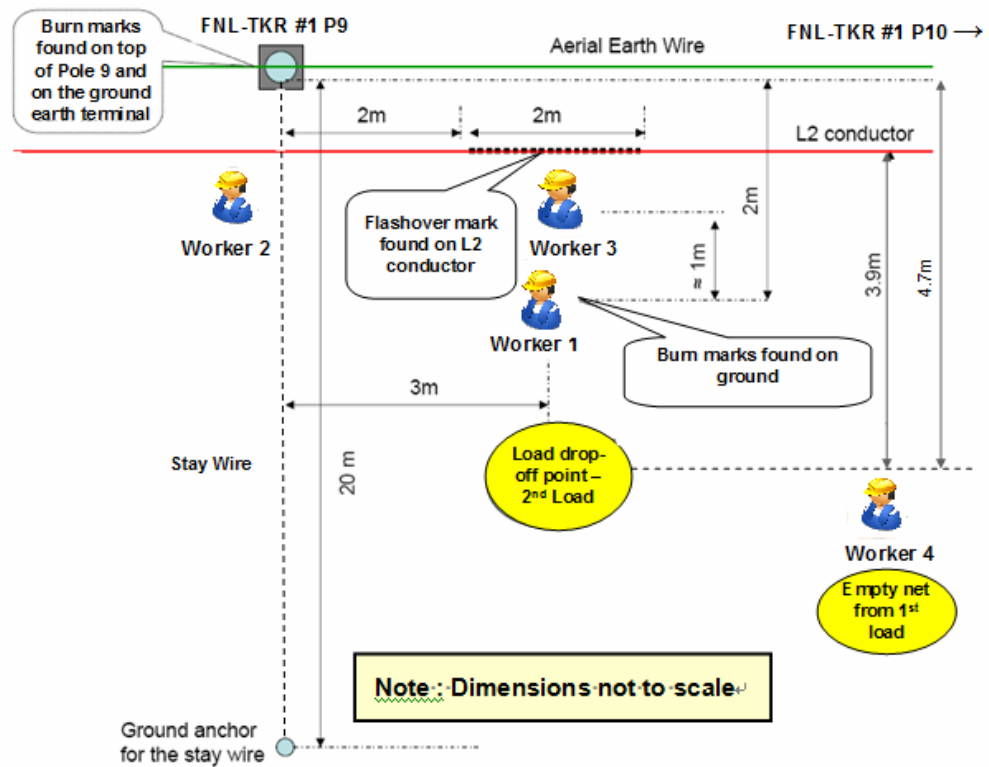 Burn marks
found on top
of Pole 9 and
on the ground
earth terminal
FNL-TKR #1 P9
Aerial Earth Wire
FNL-TKR #1 P10 →
2m
2m
L2 conductor
Worker 2
Flashover mark
found on L2
conductor
Worker 3
≈ 1m
2m
3.9m
4.7m
Worker 1
Burn marks found on
ground
3m
Stay Wire
20 m
Load drop-
off point –
2nd Load
Worker 4
Empty net
from 1st
load
Note : Dimensions not to scale
Ground anchor
for the stay wire